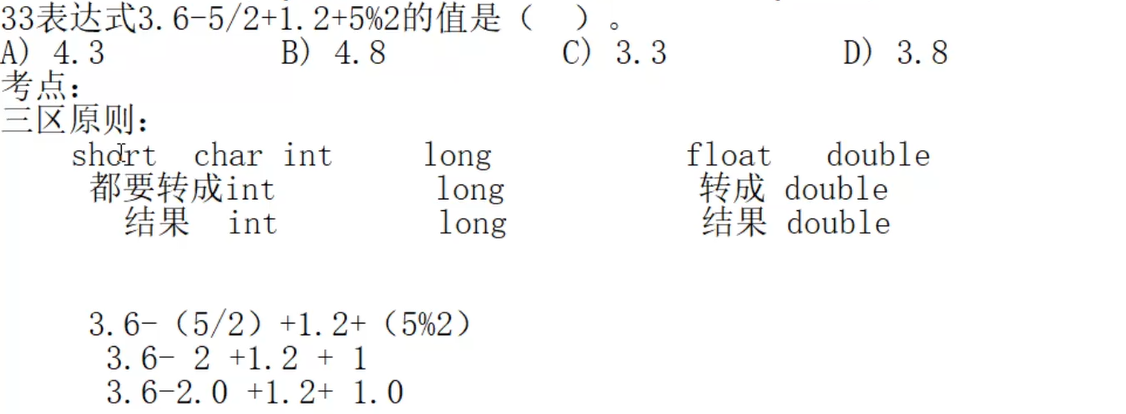 33表达式3.6-5/2+1.2+5%2的值是（ ）。
A) 4.3 B) 4.8 C) 3.3 D) 3.8
考点：
三区原则：
short char int long float double
都要转成int long 转成 double
结果 int long 结果 double
3.6-（5/2）+1.2+（5%2）
3.6- 2 +1.2 + 1
3.6-2.0 +1.2+ 1.0